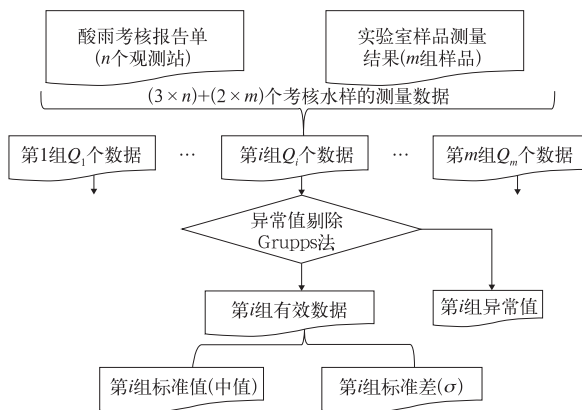 酸雨考核报告单
(n个观测站)
实验室样品测量
结果(m组样品)
(3×n)+(2×m)个考核水样的测量数据
第1组Q₁个数据
…
第i组Qᵢ个数据
…
第m组Qₘ个数据
异常值剔除
Grupps法
第i组有效数据
第i组异常值
第i组标准值(中值)
第i组标准差(σ)